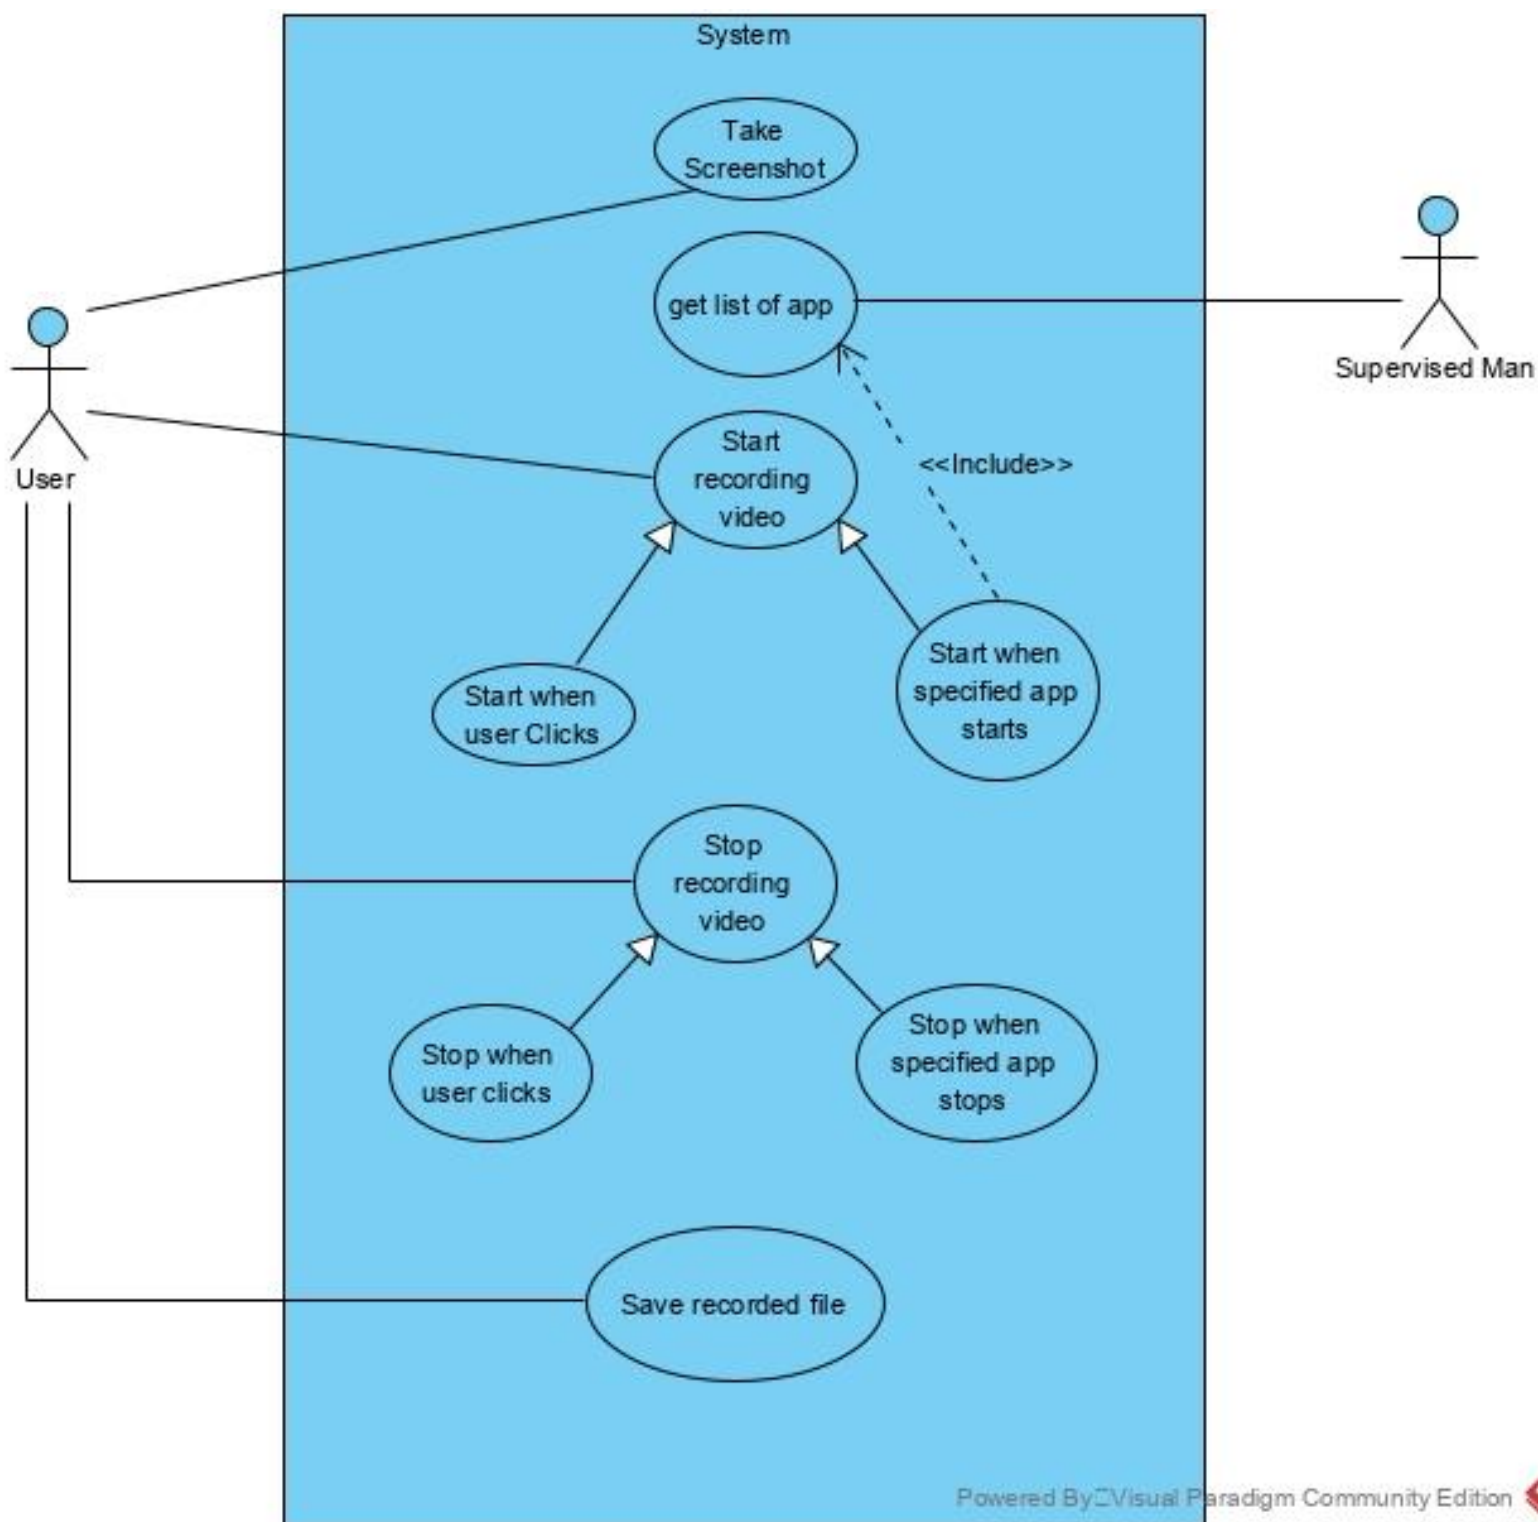 System
Take
Screenshot
get list of app
Supervised Man
Start
recording
video
<<Include>>
User
Start when
specified app
starts
Start when
user Clicks
Stop
recording
video
Stop when
specified app
stops
Stop when
user clicks
Save recorded file
Powered By Visual Paradigm Community Edition